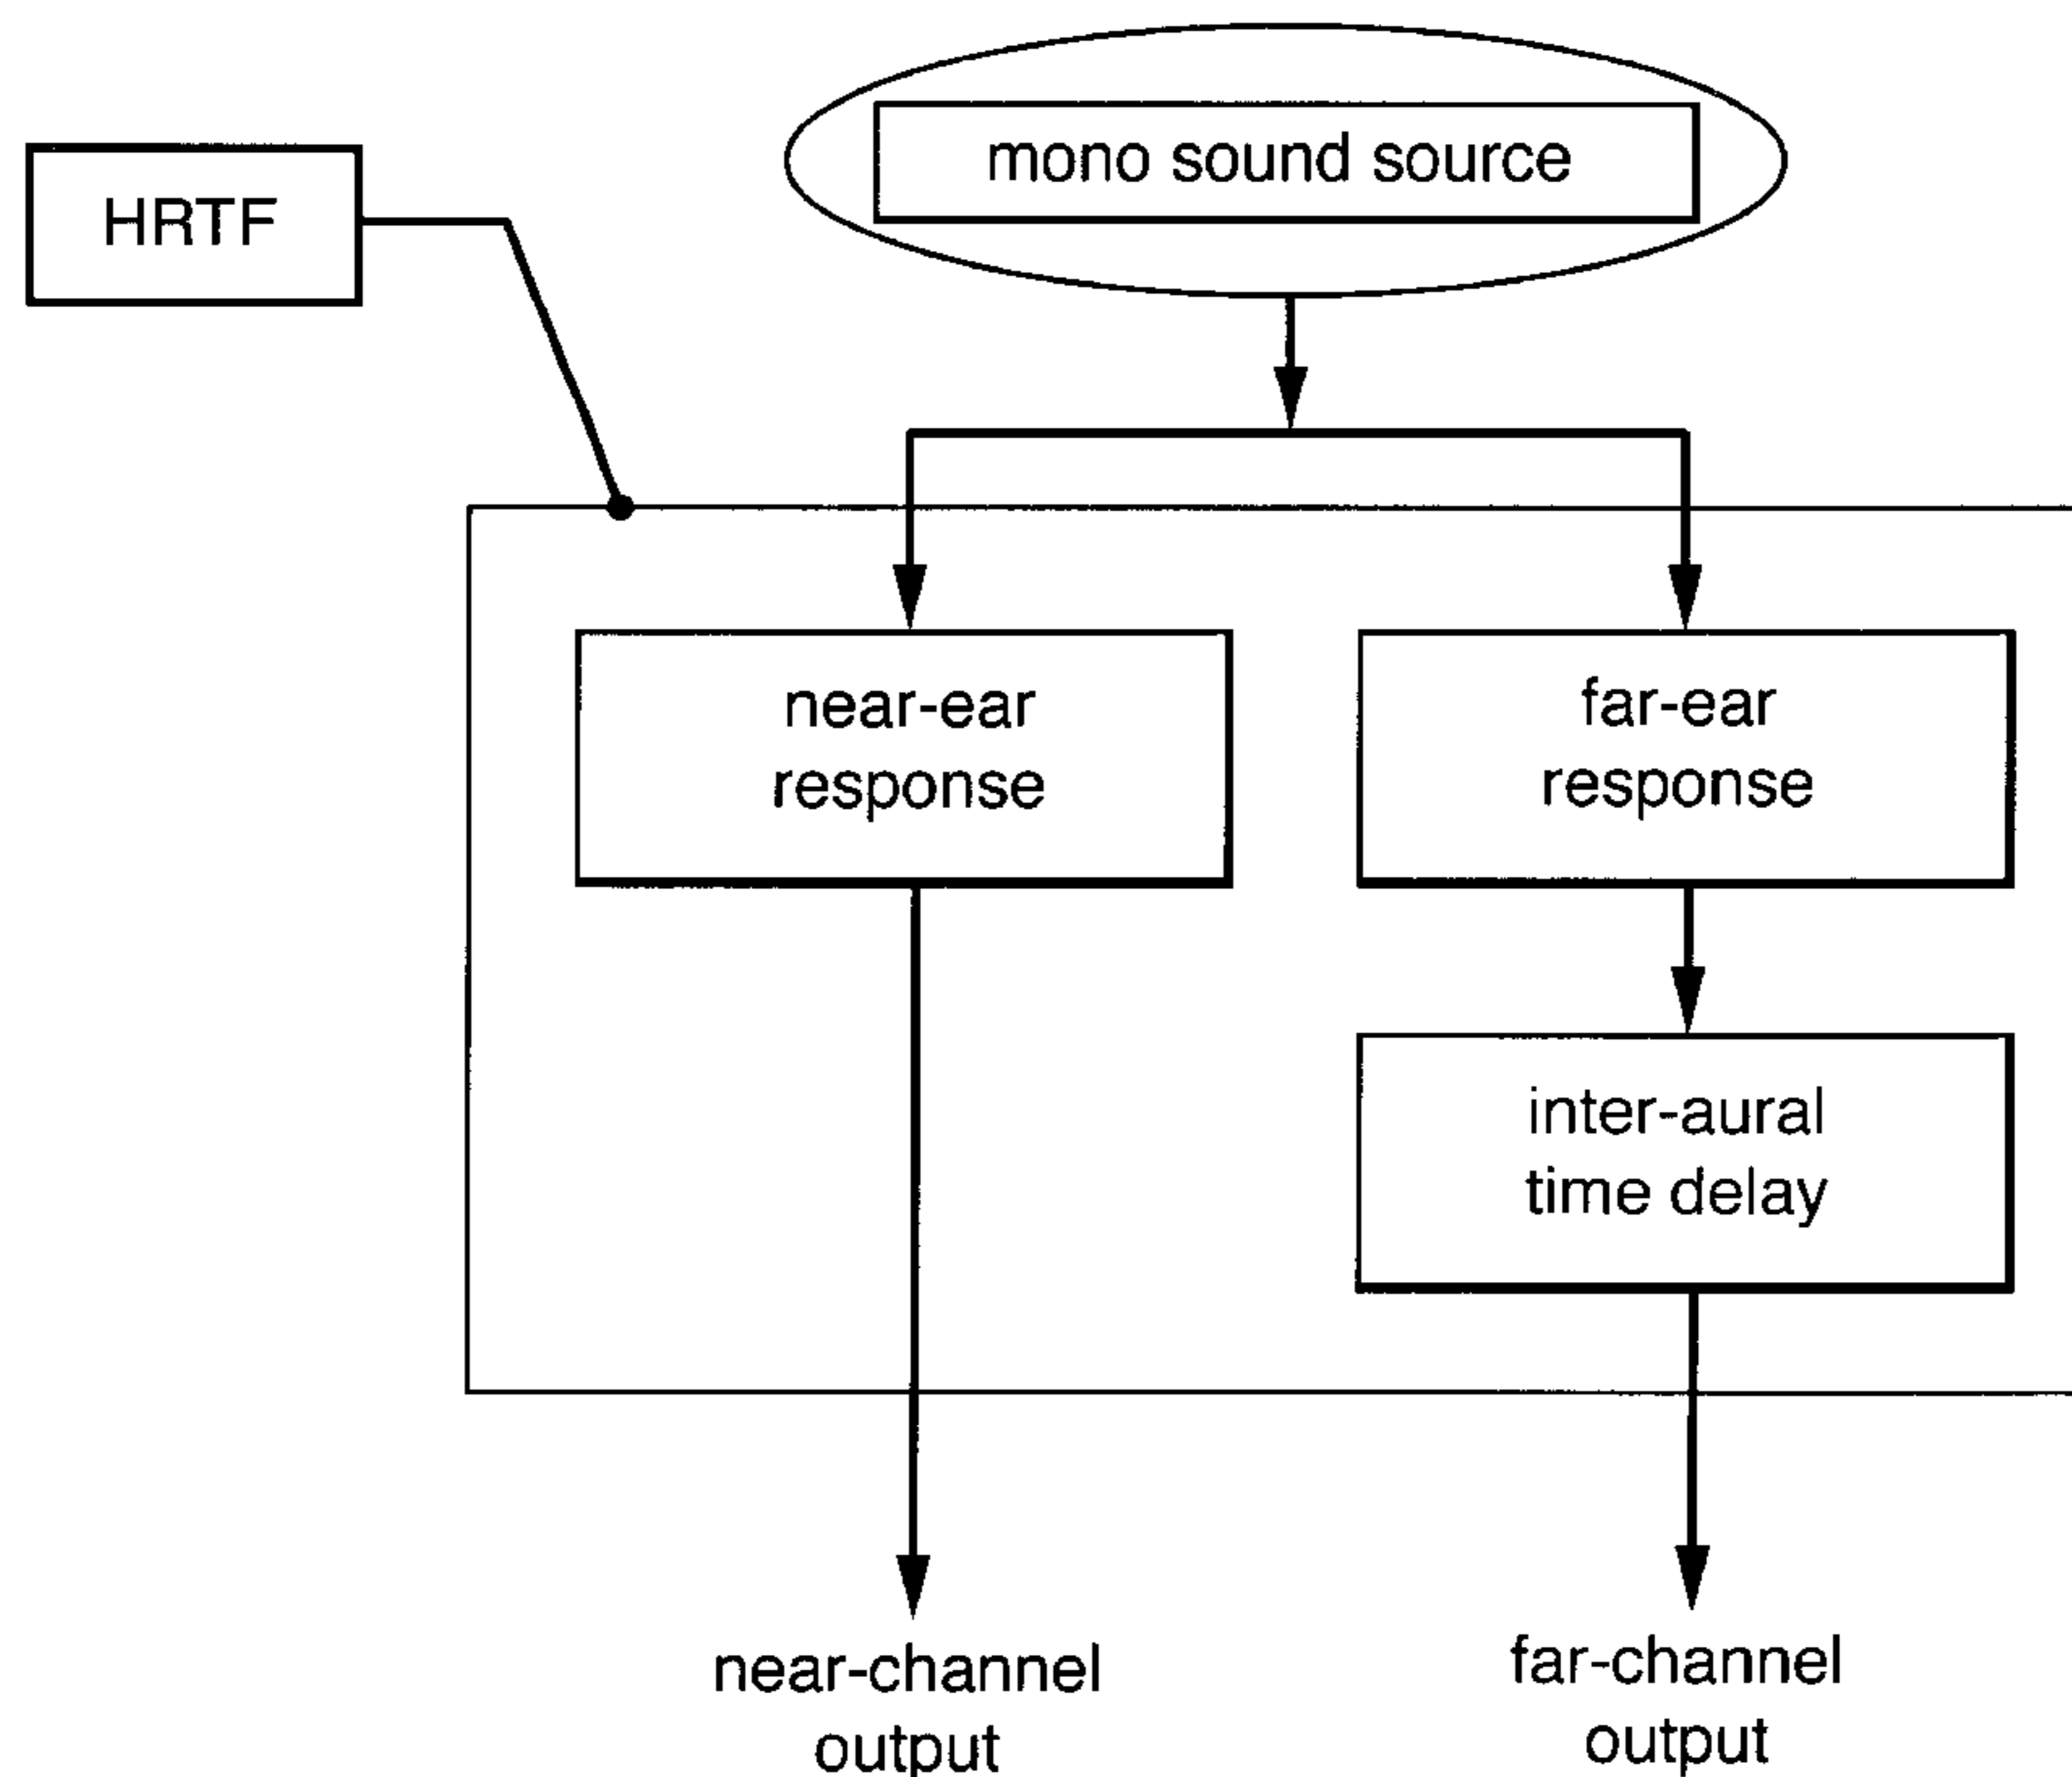 mono sound source
HRTF
near-ear
response
far-ear
response
inter-aural
time delay
near-channel
output
far-channel
output